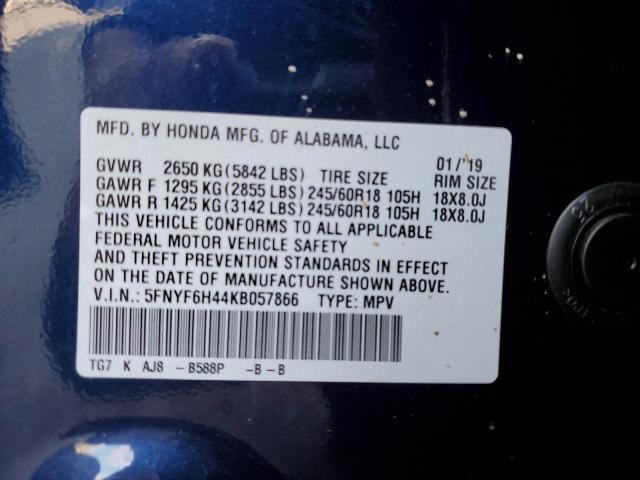 MFD. BY HONDA MFG. OF ALABAMA, LLC
01/'19
GVWR 2650 KG(5842 LBS) TIRE SIZE RIM SIZE
GAWR F 1295 KG(2855 LBS)245/60R18 105H 18X8.0J
GAWR R 1425 KG(3142 LBS)245/60R18 105H 18X8.0J
THIS VEHICLE CONFORMS TO ALL APPLICABLE
FEDERAL MOTOR VEHICLE SAFETY
AND THEFT PREVENTION STANDARDS IN EFFECT
ON THE DATE OF MANUFACTURE SHOWN ABOVE.
V.I.N.:5FNYF6H44KB057866 TYPE: MPV
TG7 K AJ8 -B588P -B-B